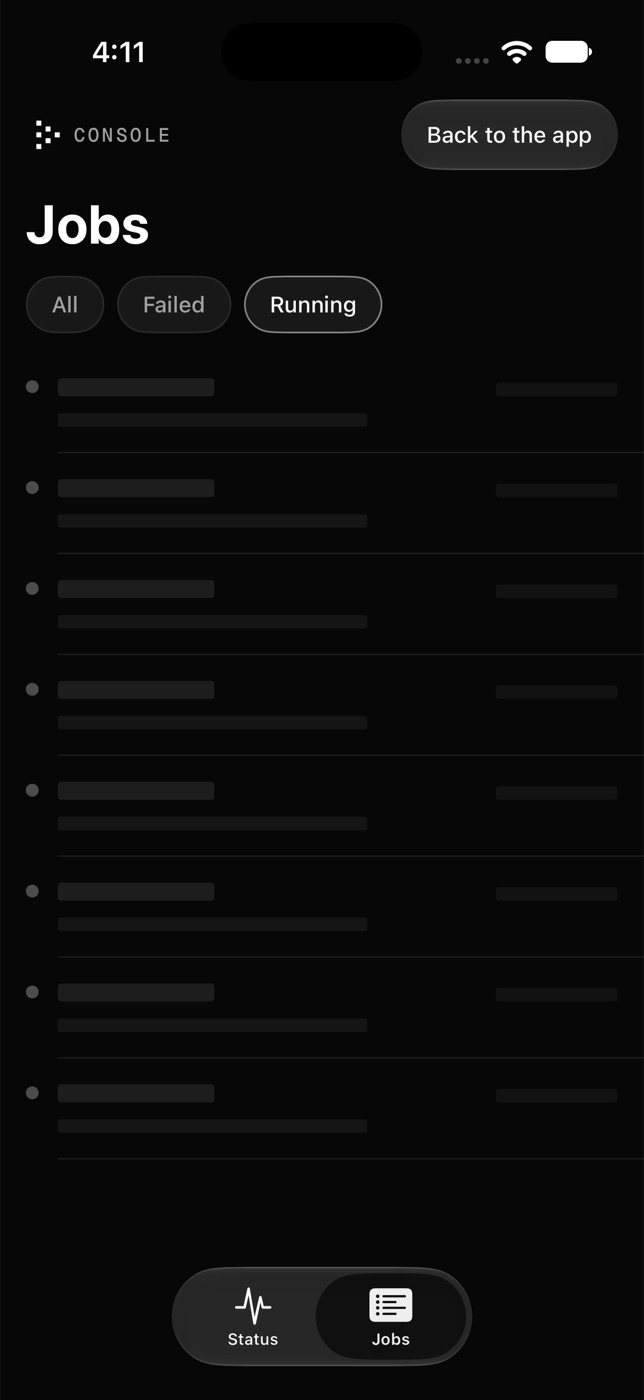 4:11
CONSOLE
Back to the app
Jobs
All
Failed
Running
Status
Jobs